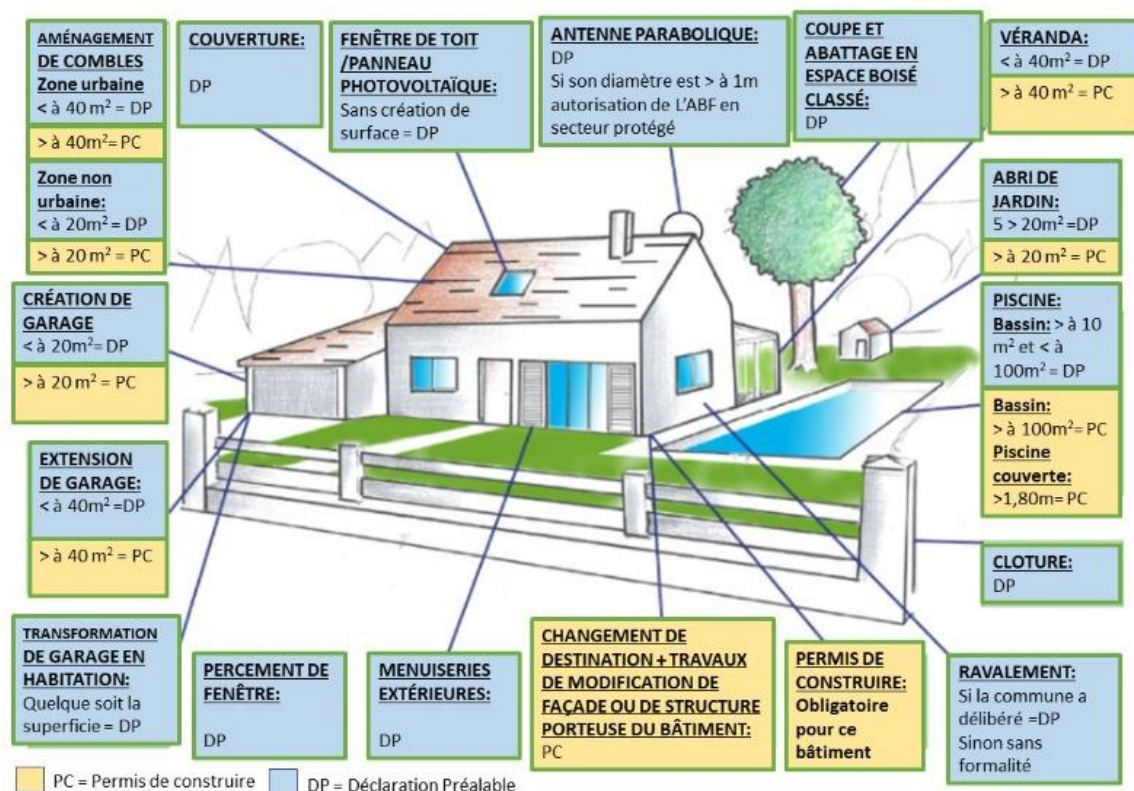 AMÉNAGEMENT
DE COMBLES
Zone urbaine
< à 40 m² = DP
> à 40m²= PC
Zone non
urbaine:
< à 20m² = DP
> à 20 m² = PC
COUVERTURE:
DP
FENÊTRE DE TOIT
/PANNEAU
PHOTOVOLTAÏQUE:
Sans création de
surface = DP
ANTENNE PARABOLIQUE:
DP
Si son diamètre est > à 1m
autorisation de L'ABF en
secteur protégé
COUPE ET
ABATTAGE EN
ESPACE BOISÉ
CLASSÉ:
DP
VÉRANDA:
< à 40m² = DP
> à 40 m² = PC
ABRI DE
JARDIN:
5 > 20m² =DP
> à 20 m² = PC
CRÉATION DE
GARAGE
< à 20m²= DP
> à 20 m² = PC
PISCINE:
Bassin: > à 10
m² et < à
100m² = DP
Bassin:
> à 100m²= PC
Piscine
couverte:
>1,80m= PC
EXTENSION
DE GARAGE:
< à 40m² =DP
> à 40 m² = PC
CLOTURE:
DP
TRANSFORMATION
DE GARAGE EN
HABITATION:
Quelque soit la
superficie = DP
PERCEMENT DE
FENÊTRE:
DP
MENUISERIES
EXTÉRIEURES:
DP
CHANGEMENT DE
DESTINATION + TRAVAUX
DE MODIFICATION DE
FAÇADE OU DE STRUCTURE
PORTEUSE DU BÂTIMENT:
PC
PERMIS DE
CONSTRUIRE:
Obligatoire
pour ce
bâtiment
RAVALEMENT:
Si la commune a
délibéré =DP
Sinon sans
formalité
PC = Permis de construire
DP = Déclaration Préalable